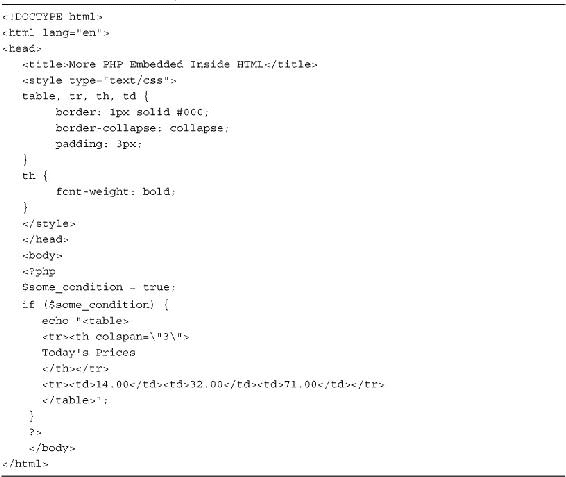 <!DOCTYPE html>
<html lang="en">
<head>
<title>More PHP Embedded Inside HTML</title>
<style type="text/css">
table, tr, th, td {
border: 1px solid #000;
border-collapse: collapse;
padding: 3px;
}
th {
font-weight: bold;
}
</style>
</head>
<body>
<?php
$some_condition = true;
if ($some_condition) {
echo "<table>
<tr><th colspan=\"3\">
Today's Prices
</th></tr>
<tr><td>14.00</td><td>32.00</td><td>71.00</td></tr>
</table>";
}
?>
</body>
</html>